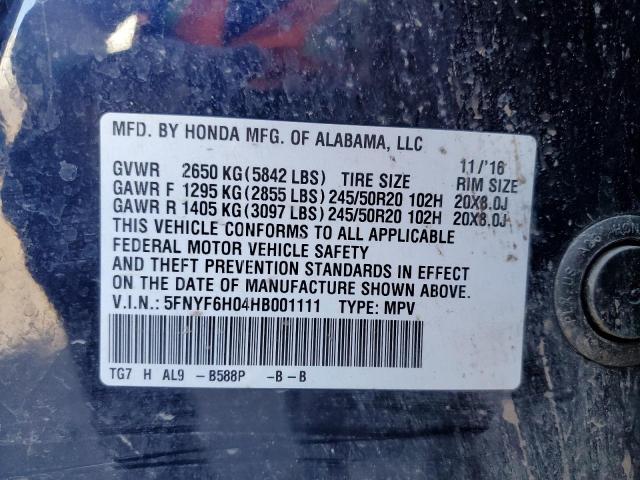 MFD. BY HONDA MFG. OF ALABAMA, LLC
11/'16
GVWR 2650 KG(5842 LBS) TIRE SIZE RIM SIZE
GAWR F 1295 KG(2855 LBS)245/50R20 102H 20X8.0J
GAWR R 1405 KG(3097 LBS)245/50R20 102H 20X8.0J
THIS VEHICLE CONFORMS TO ALL APPLICABLE
FEDERAL MOTOR VEHICLE SAFETY
AND THEFT PREVENTION STANDARDS IN EFFECT
ON THE DATE OF MANUFACTURE SHOWN ABOVE.
V.I.N.: 5FNYF6H04HB001111 TYPE: MPV
TG7 H AL9 -B588P -B-B